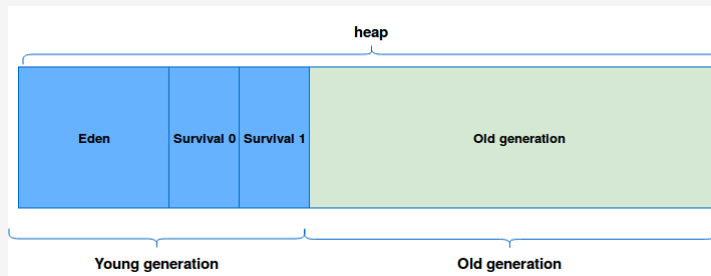 heap
Eden
Survival 0
Survival 1
Old generation
Young generation
Old generation